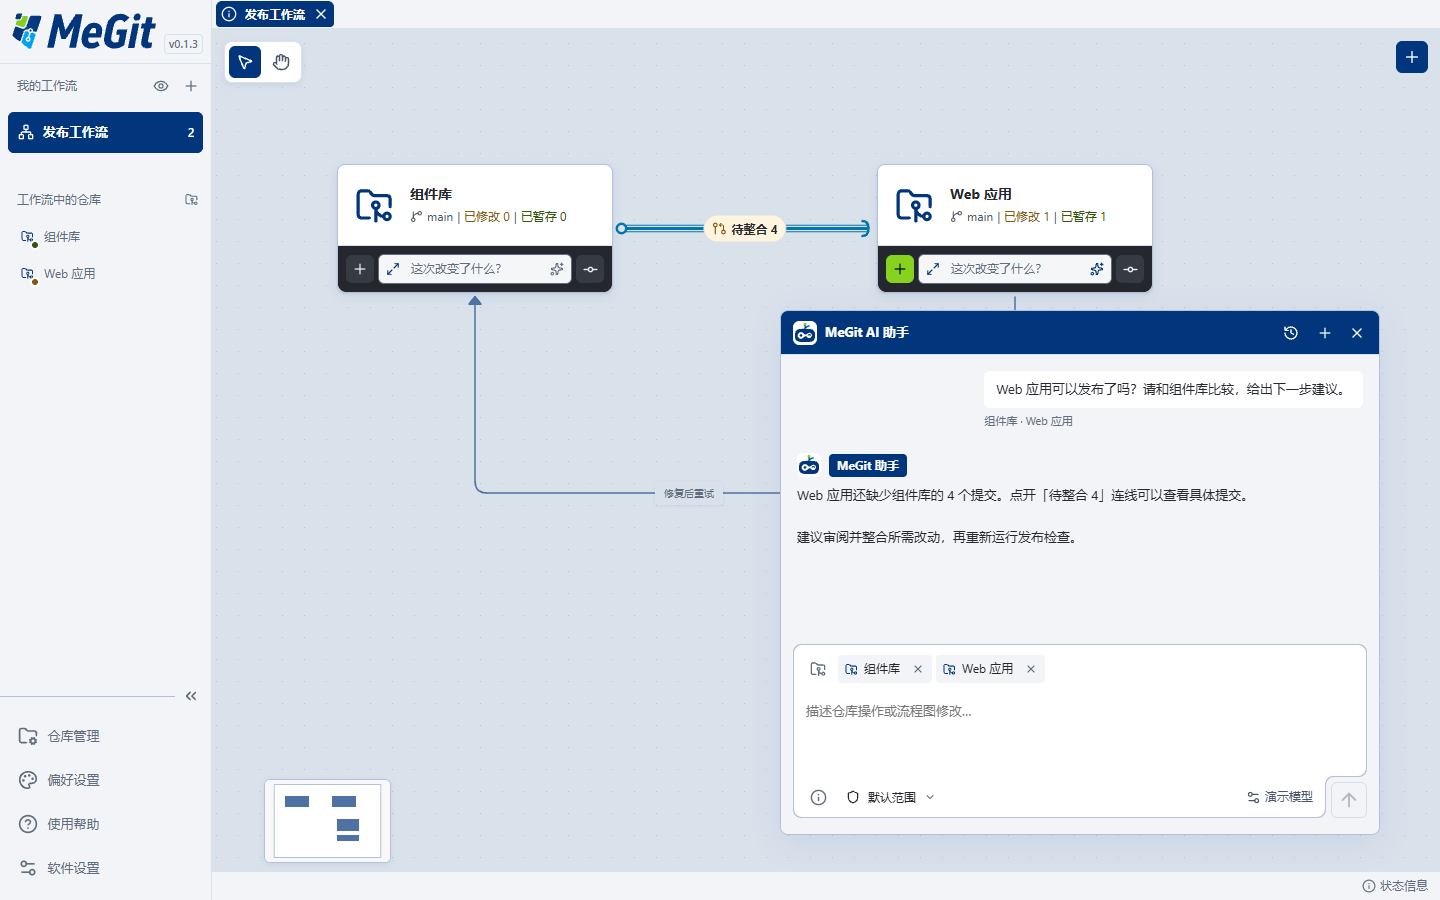 MeGit
v0.1.3
发布工作流
我的工作流
发布工作流
2
工作流中的仓库
组件库
Web 应用
仓库管理
偏好设置
使用帮助
软件设置
组件库
main | 已修改 0 | 已暂存 0
这次改变了什么?
待整合 4
Web 应用
main | 已修改 1 | 已暂存 1
这次改变了什么?
修复后重试
MeGit AI 助手
Web 应用可以发布了吗？请和组件库比较，给出下一步建议。
组件库 · Web 应用
MeGit 助手
Web 应用还缺少组件库的 4 个提交。点开「待整合 4」连线可以查看具体提交。
建议审阅并整合所需改动，再重新运行发布检查。
组件库
Web 应用
描述仓库操作或流程图修改...
默认范围
演示模型
状态信息